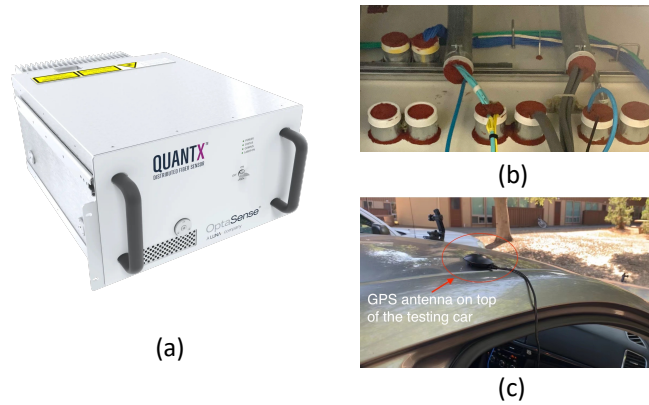 QUANTX
DISTRIBUTED FIBER SENSOR
OptaSense
a LUNA company
(a)
(b)
GPS antenna on top
of the testing car
(c)